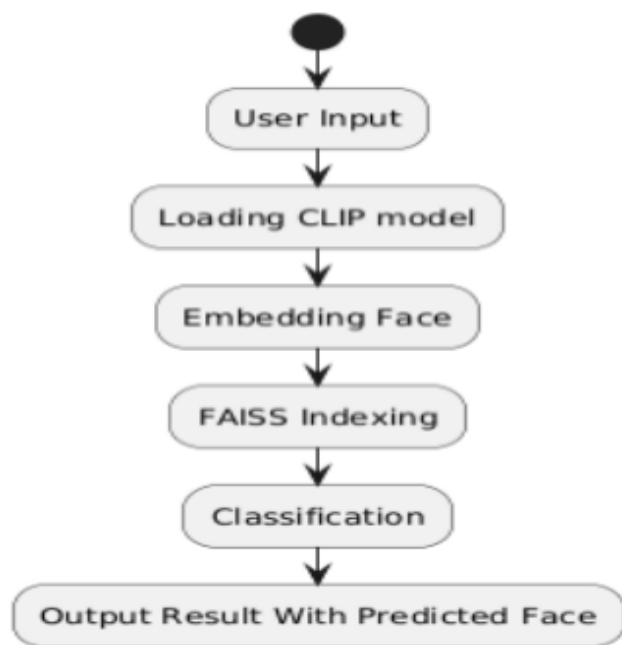 User Input
Loading CLIP model
Embedding Face
FAISS Indexing
Classification
Output Result With Predicted Face